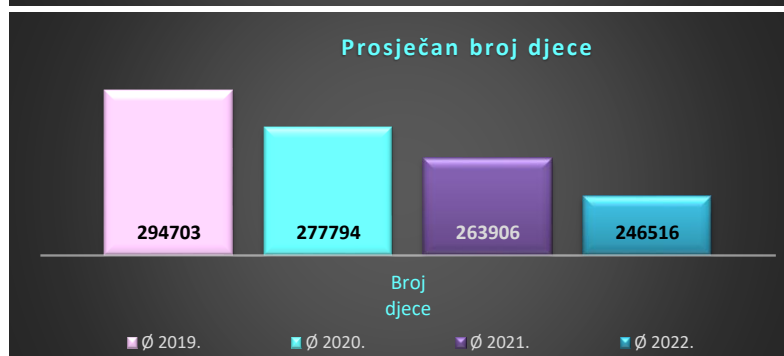 Prosječan broj djece
294703 277794 263906 246516
Broj
djece
Ø 2019. Ø 2020. Ø 2021. Ø 2022.